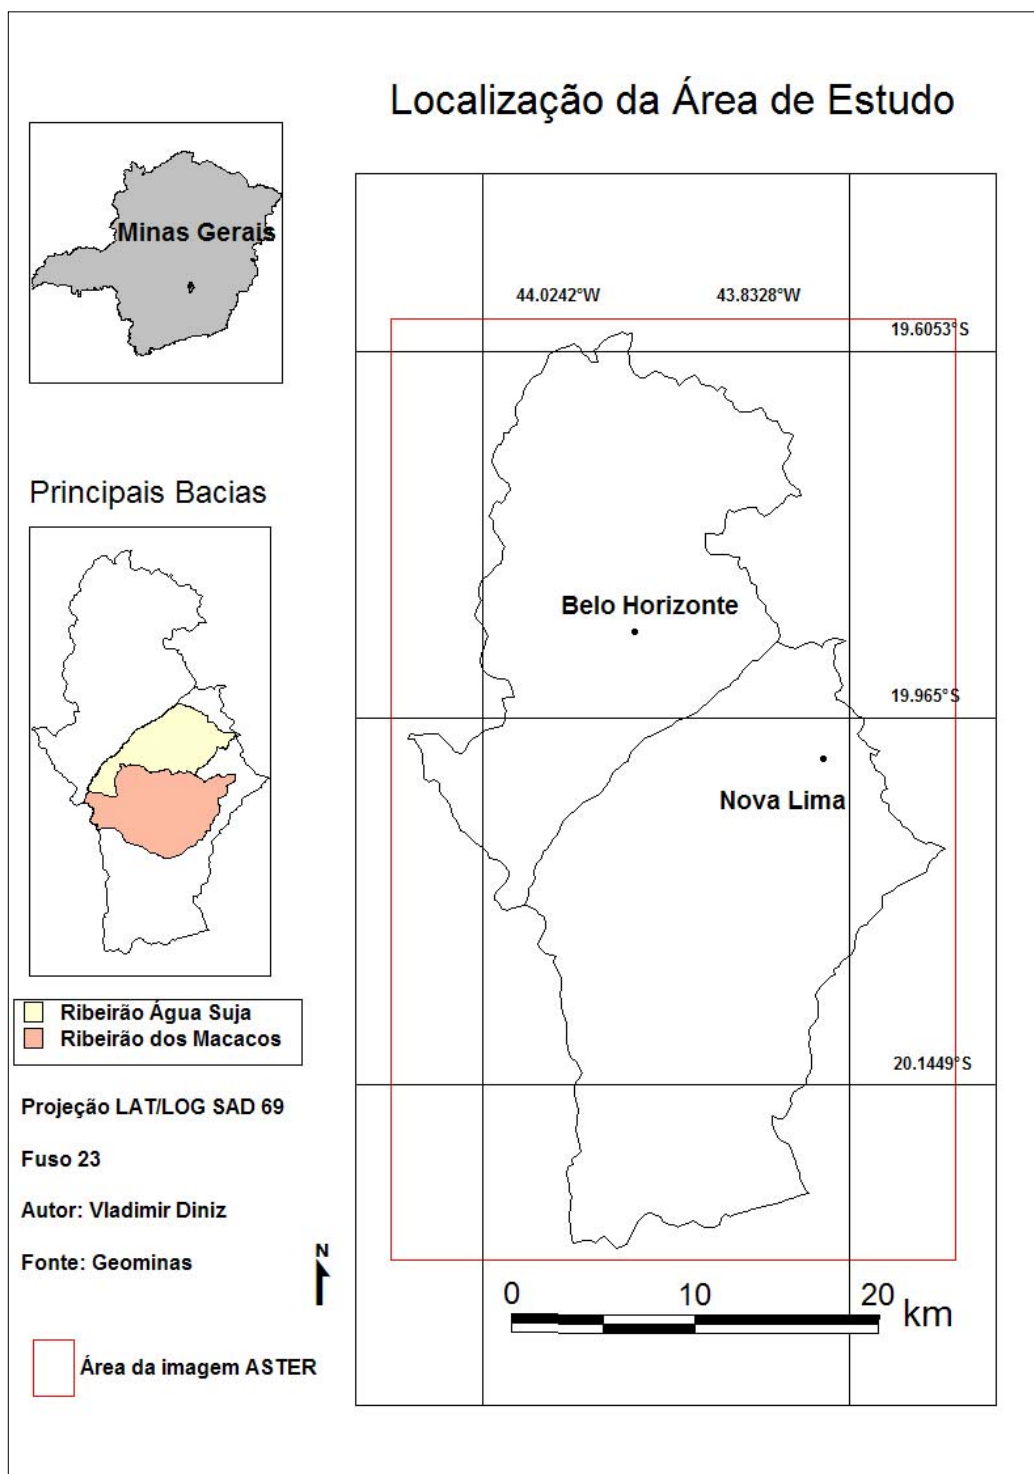 Localização da Área de Estudo
Minas Gerais
44.0242°W
43.8328°W
19.6053°S
Principais Bacias
Belo Horizonte
19.965°S
Nova Lima
Ribeirão Água Suja
Ribeirão dos Macacos
20.1449°S
Projeção LAT/LOG SAD 69
Fuso 23
Autor: Vladimir Diniz
Fonte: Geominas
N
0 10 20 km
Área da imagem ASTER